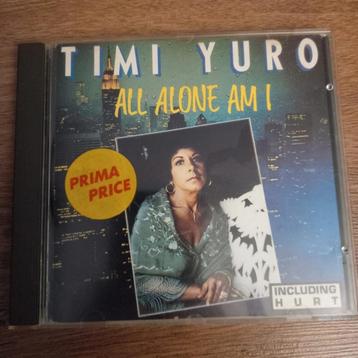 TIMI YURO
ALL ALONE AM I
PRIMA
PRICE
INCLUDING
HURT